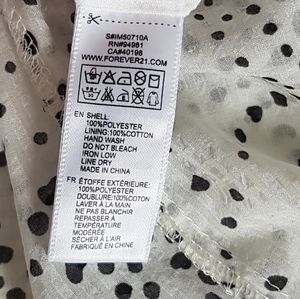 S#IM50710A
RN#94981
CA#40198
WWW.FOREVER21.COM
EN SHELL:
100%POLYESTER
LINING:100%COTTON
HAND WASH
DO NOT BLEACH
IRON LOW
LINE DRY
MADE IN CHINA
FR ÉTOFFE EXTÉRIEURE:
100%POLYESTER
DOUBLURE:100%COTON
LAVER À LA MAIN
NE PAS BLANCHIR
REPASSER À
TEMPÉRATURE
MODÉRÉE
SÉCHER À L'AIR
FABRIQUÉ EN CHINE